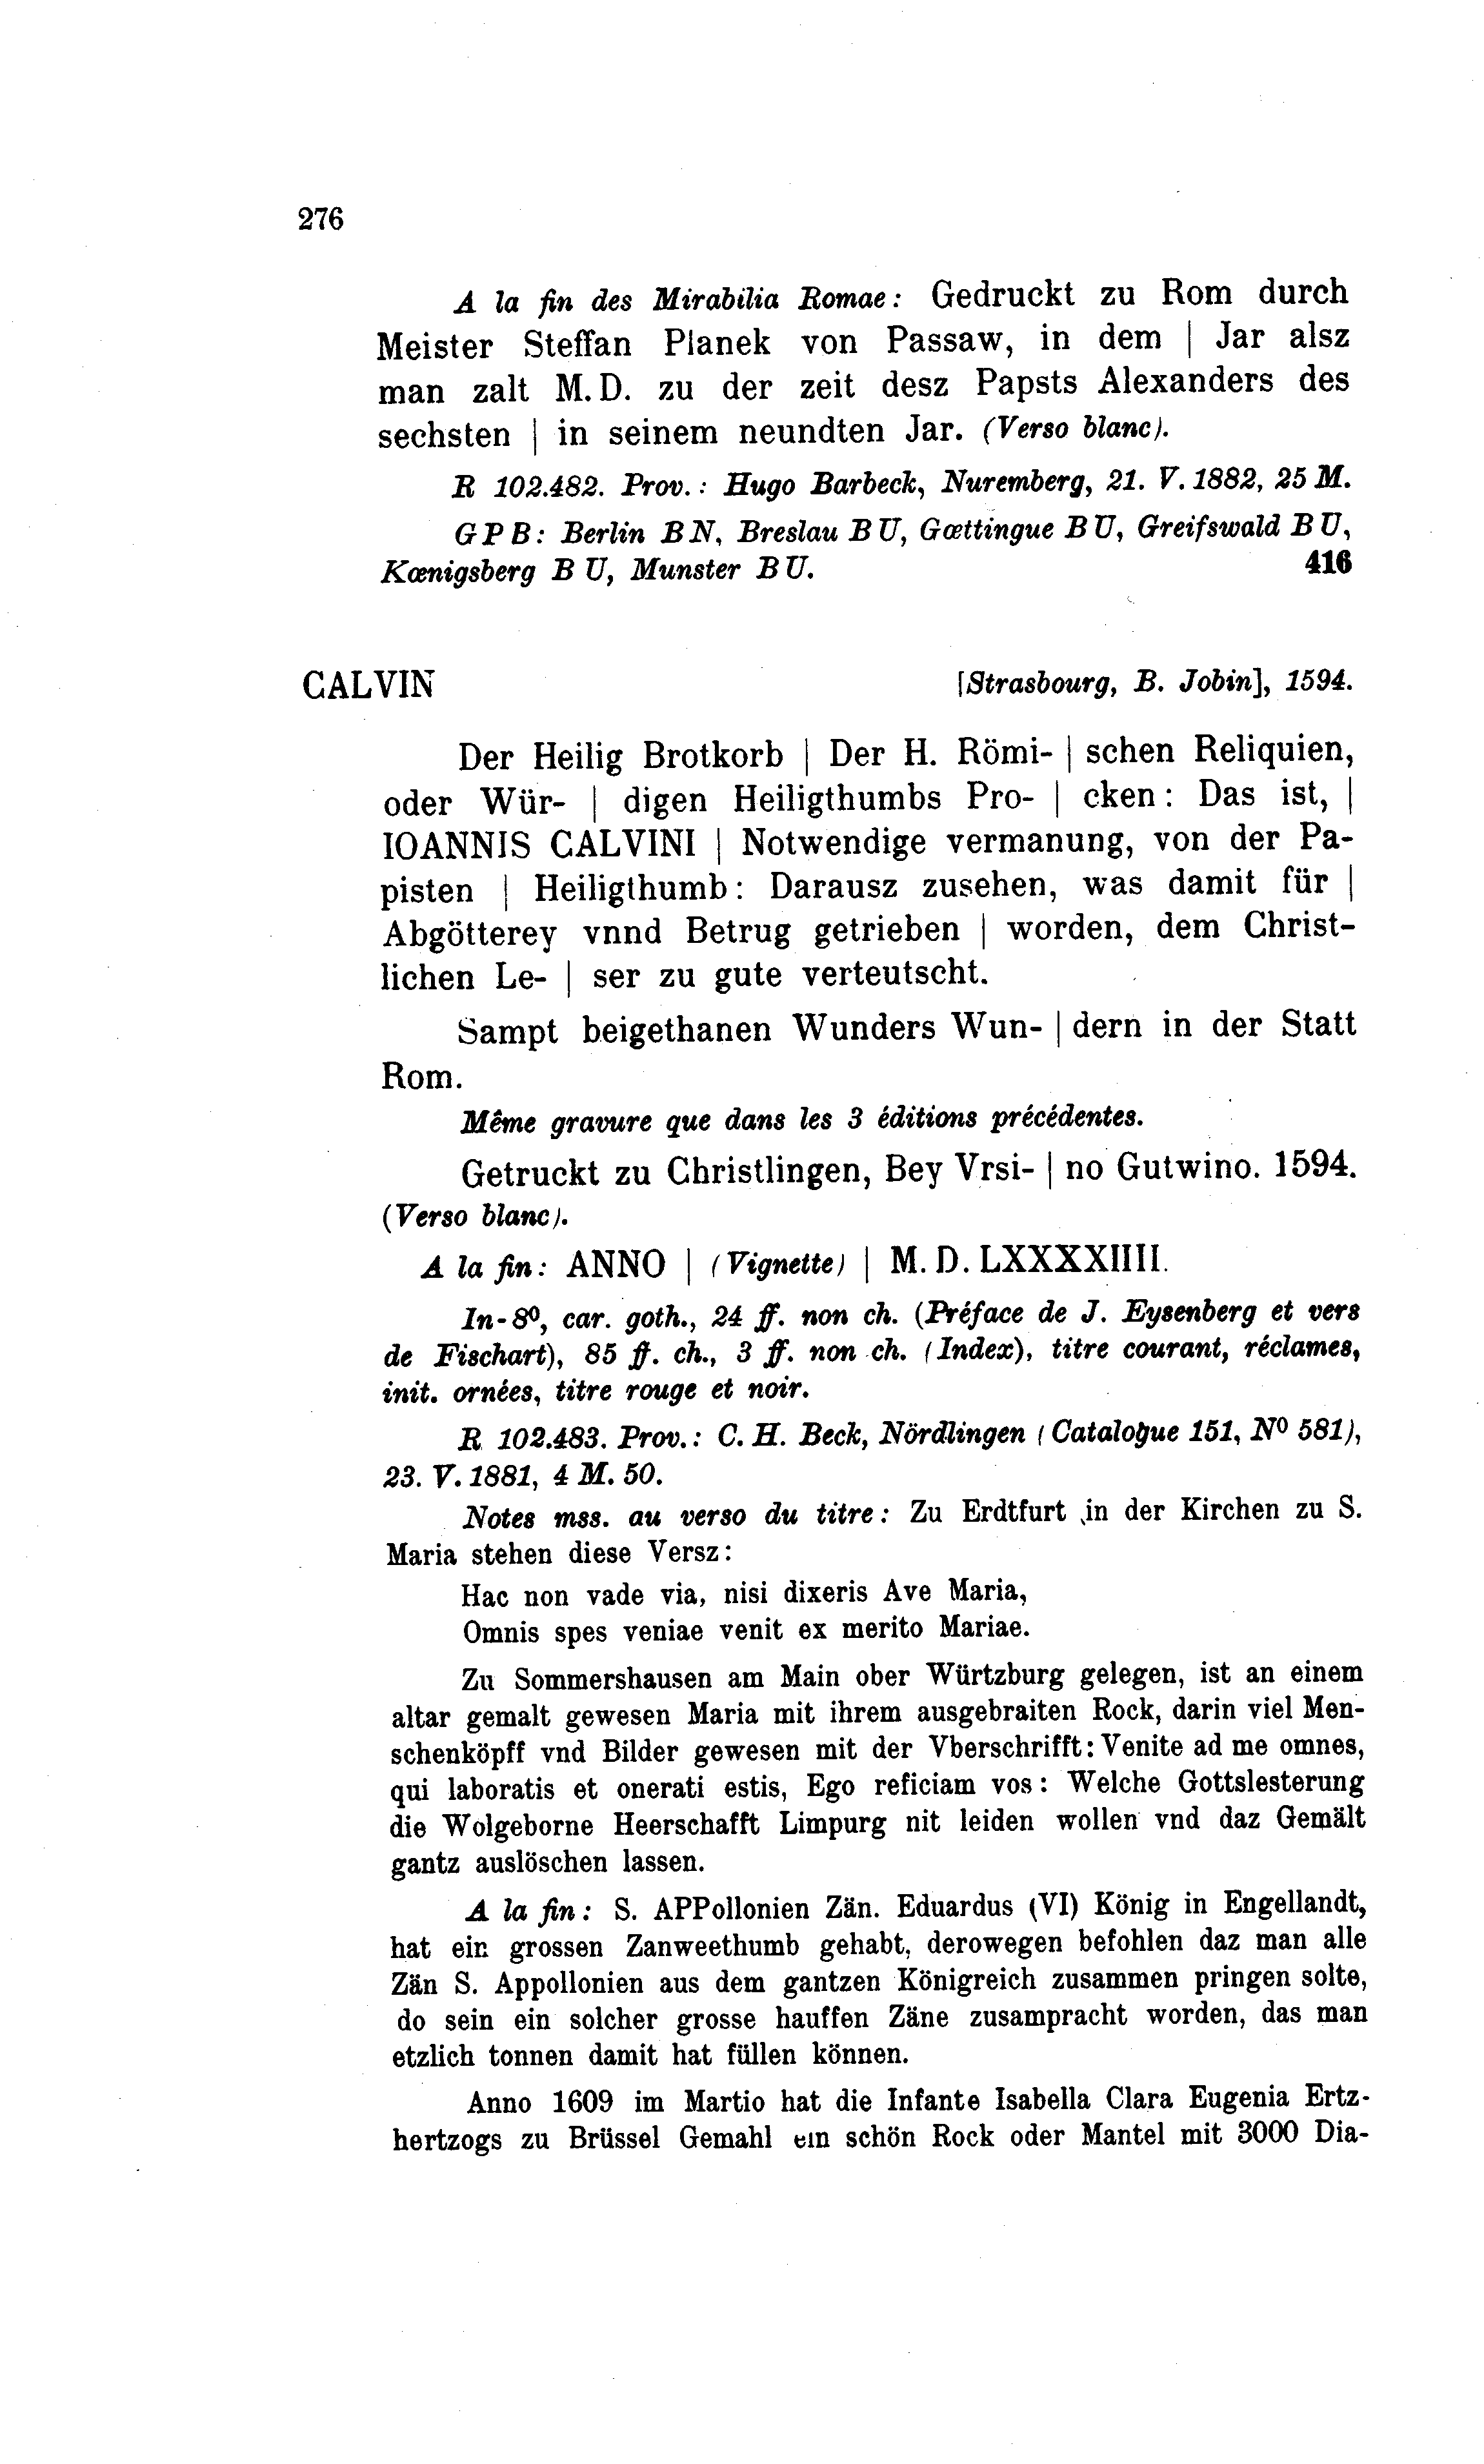 276
A la fin des Mirabilia Romae: Gedruckt zu Rom durch
Meister Steffan Planek von Passaw, in dem | Jar alsz
man zalt M. D. zu der zeit desz Papsts Alexanders des
sechsten | in seinem neundten Jar. (Verso blanc).
R 102.482. Prov.: Hugo Barbeck, Nuremberg, 21. V. 1882, 25 M.
G P B: Berlin B N, Breslau B U, Gœttingue B U, Greifswald B U,
Kœnigsberg B U, Munster B U. 416
CALVIN [Strasbourg, B. Jobin], 1594.
Der Heilig Brotkorb | Der H. Römi- | schen Reliquien,
oder Wür- | digen Heiligthumbs Pro- | cken: Das ist, |
IOANNIS CALVINI | Notwendige vermanung, von der Pa-
pisten | Heiligthumb: Darausz zusehen, was damit für |
Abgötterey vnnd Betrug getrieben | worden, dem Christ-
lichen Le- | ser zu gute verteutscht.
Sampt beigethanen Wunders Wun- | dern in der Statt
Rom.
Même gravure que dans les 3 éditions précédentes.
Getruckt zu Christlingen, Bey Vrsi- | no Gutwino. 1594.
(Verso blanc).
A la fin: ANNO | (Vignette) | M. D. LXXXXIIII.
In-8º, car. goth., 24 ff. non ch. (Préface de J. Eysenberg et vers
de Fischart), 85 ff. ch., 3 ff. non ch. (Index), titre courant, réclames,
init. ornées, titre rouge et noir.
R 102.483. Prov.: C. H. Beck, Nördlingen (Catalogue 151, Nº 581),
23. V. 1881, 4 M. 50.
Notes mss. au verso du titre: Zu Erdtfurt in der Kirchen zu S.
Maria stehen diese Versz:
Hac non vade via, nisi dixeris Ave Maria,
Omnis spes veniae venit ex merito Mariae.
Zu Sommershausen am Main ober Würtzburg gelegen, ist an einem
altar gemalt gewesen Maria mit ihrem ausgebraiten Rock, darin viel Men-
schenköpff vnd Bilder gewesen mit der Vberschrifft: Venite ad me omnes,
qui laboratis et onerati estis, Ego reficiam vos: Welche Gottslesterung
die Wolgeborne Heerschafft Limpurg nit leiden wollen vnd daz Gemält
gantz auslöschen lassen.
A la fin: S. APPollonien Zän. Eduardus (VI) König in Engellandt,
hat ein grossen Zanweethumb gehabt, derowegen befohlen daz man alle
Zän S. Appollonien aus dem gantzen Königreich zusammen pringen solte,
do sein ein solcher grosse hauffen Zäne zusampracht worden, das man
etzlich tonnen damit hat füllen können.
Anno 1609 im Martio hat die Infante Isabella Clara Eugenia Ertz-
hertzogs zu Brüssel Gemahl ein schön Rock oder Mantel mit 3000 Dia-